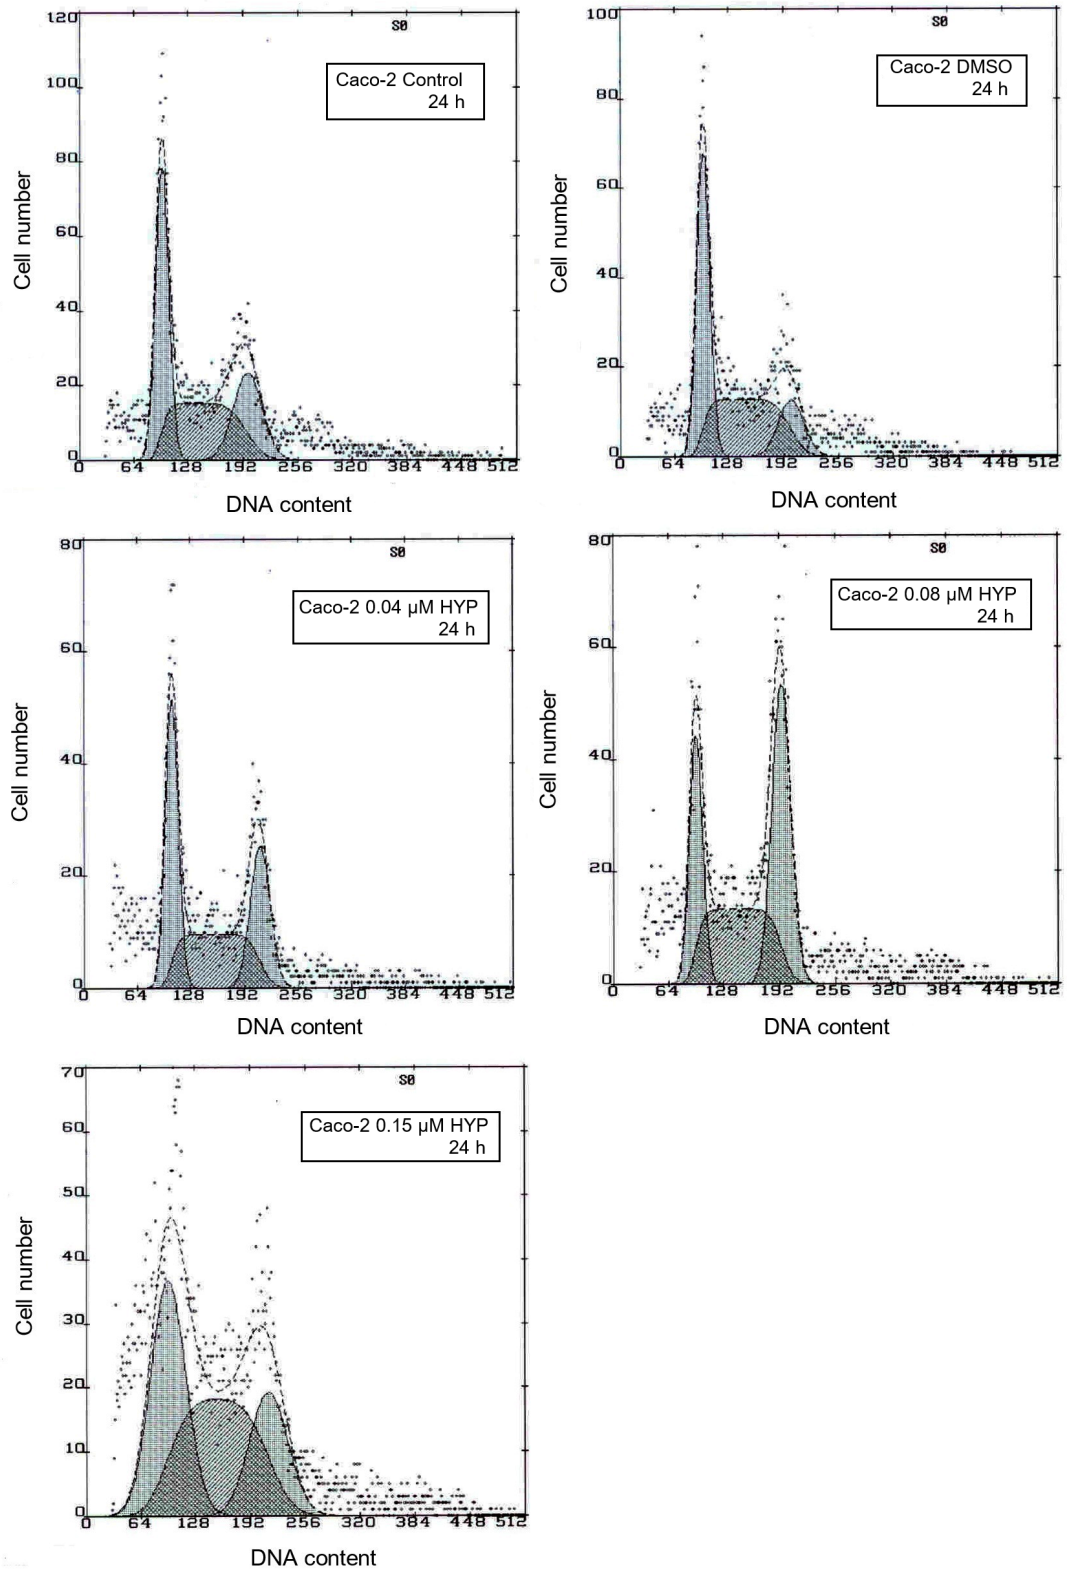 120
100
80
60
40
20
0
S0
Caco-2 Control
24 h
Cell number
0 64 128 192 256 320 384 448 512
DNA content
100
80
60
40
20
0
S0
Caco-2 DMSO
24 h
Cell number
0 64 128 192 256 320 384 448 512
DNA content
80
60
40
20
0
S0
Caco-2 0.04 µM HYP
24 h
Cell number
0 64 128 192 256 320 384 448 512
DNA content
80
60
40
20
0
S0
Caco-2 0.08 µM HYP
24 h
Cell number
0 64 128 192 256 320 384 448 512
DNA content
70
60
50
40
30
20
10
0
S0
Caco-2 0.15 µM HYP
24 h
Cell number
0 64 128 192 256 320 384 448 512
DNA content